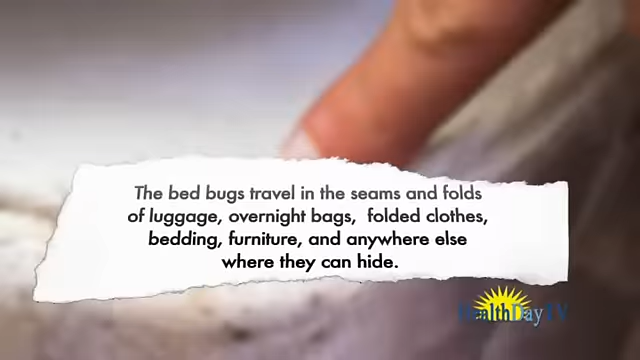 The bed bugs travel in the seams and folds
of luggage, overnight bags, folded clothes,
bedding, furniture, and anywhere else
where they can hide.
HealthDayTV